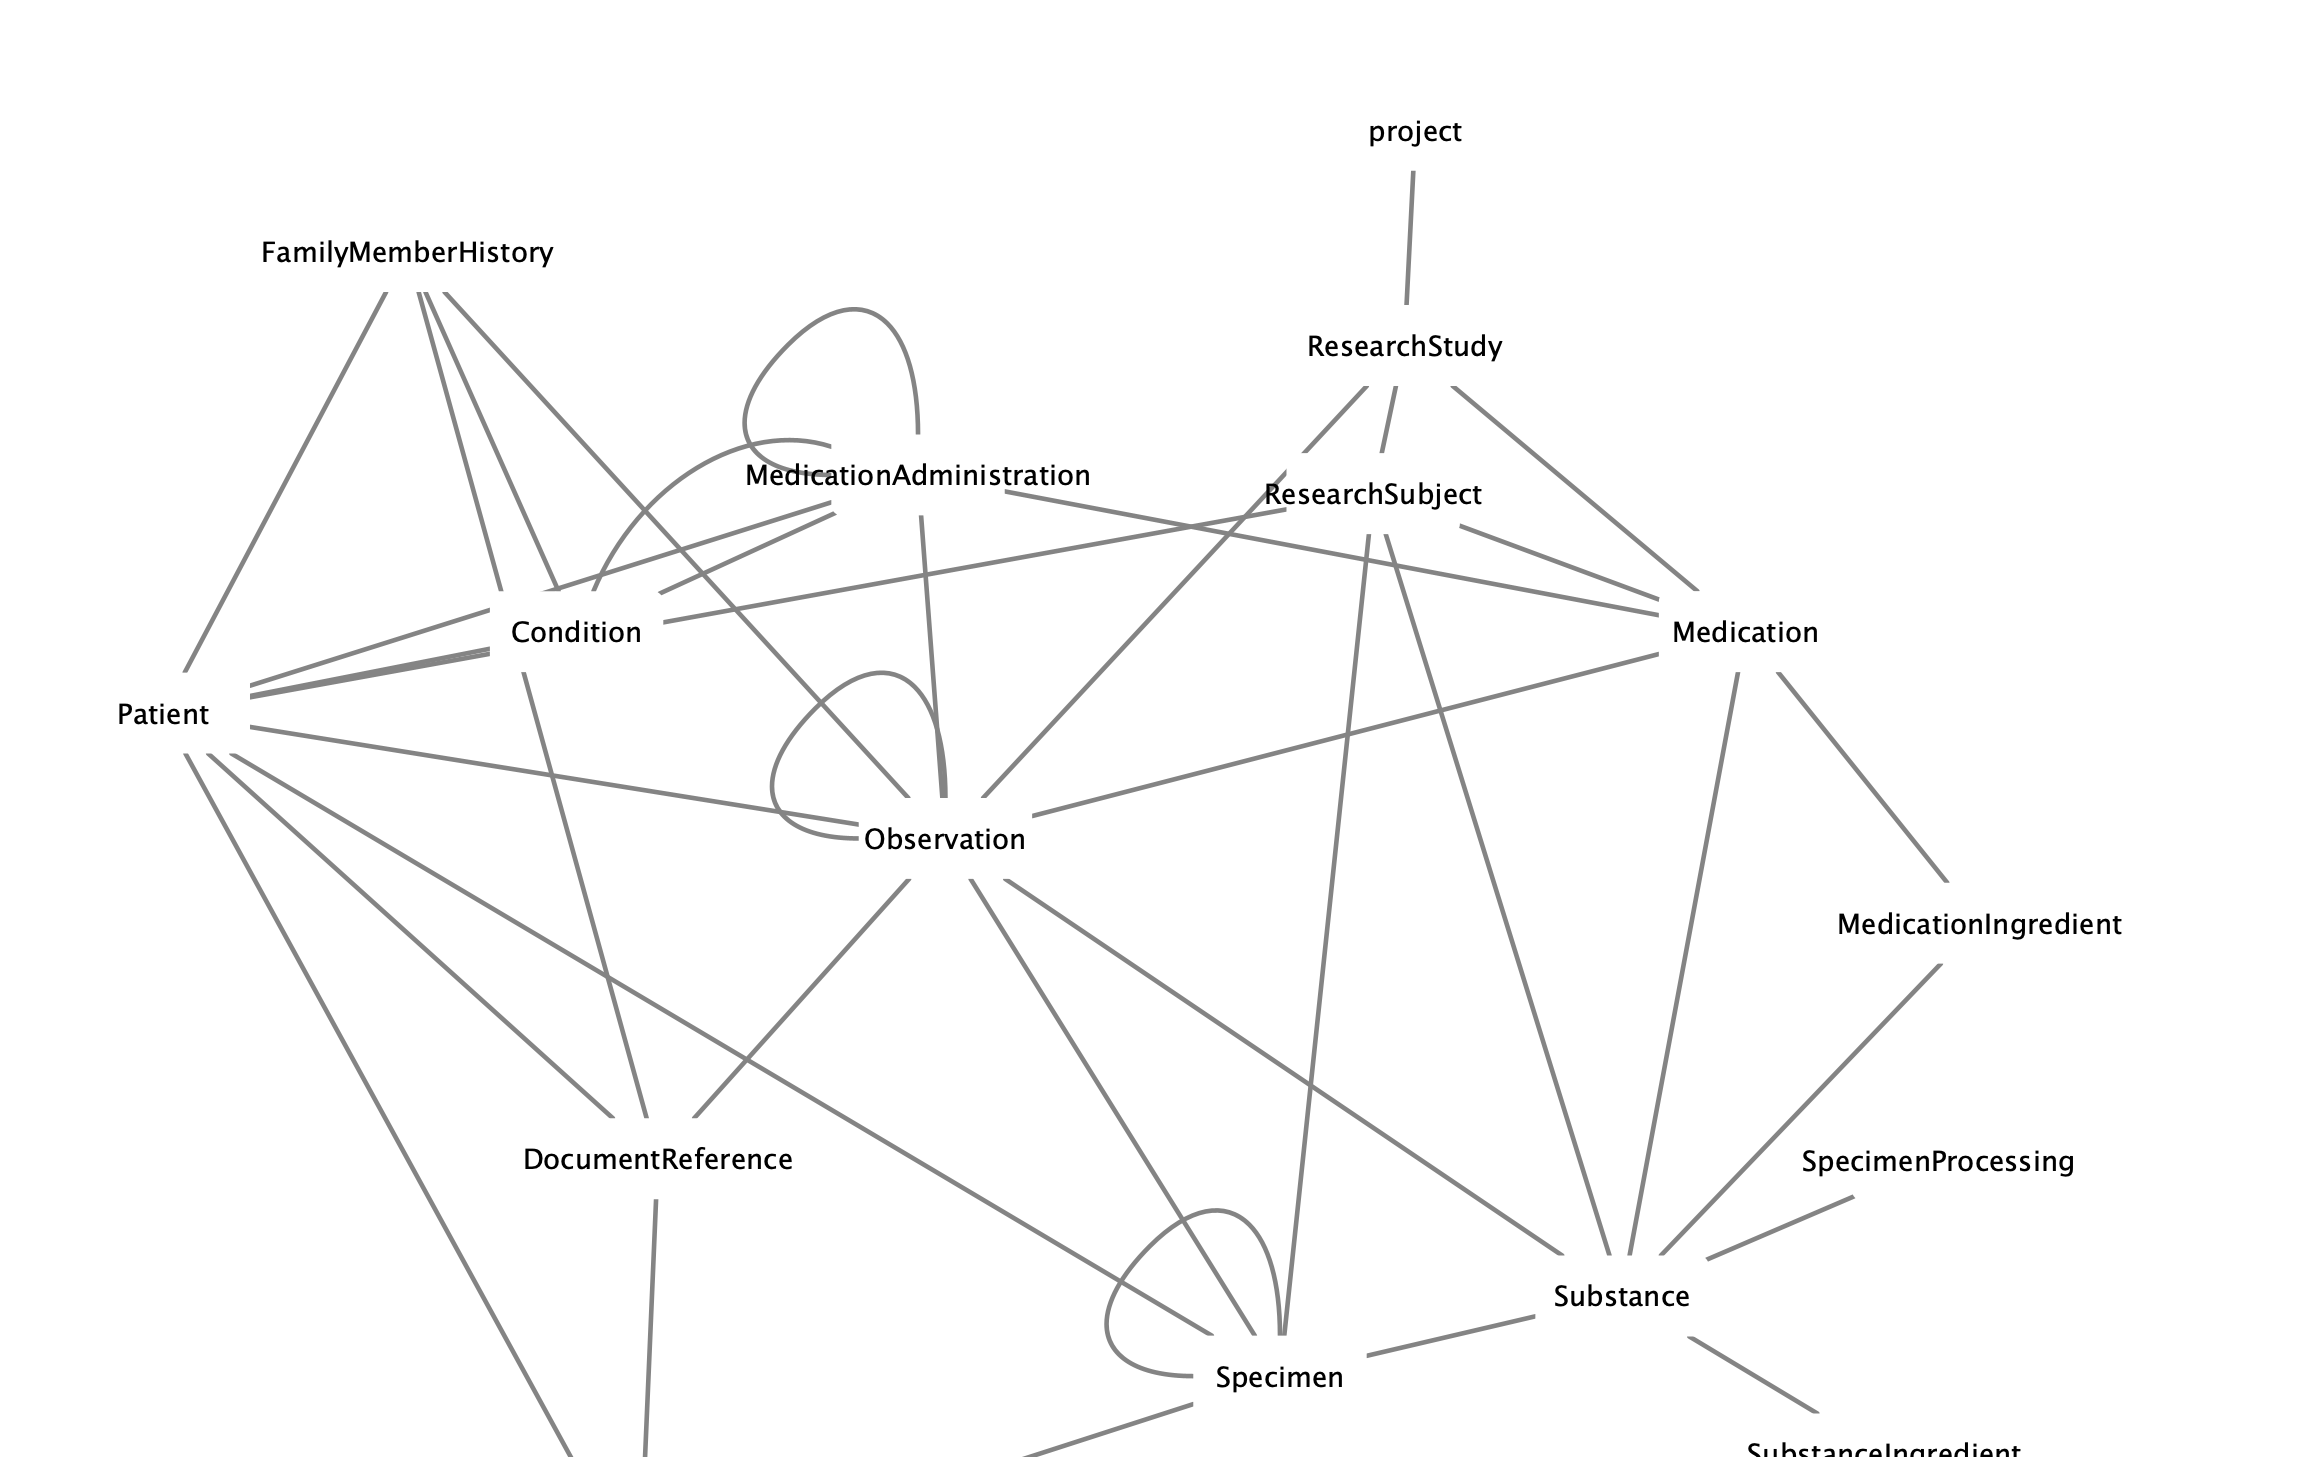 project
FamilyMemberHistory
ResearchStudy
MedicationAdministration
ResearchSubject
Condition
Medication
Patient
Observation
MedicationIngredient
DocumentReference
SpecimenProcessing
Substance
Specimen
SubstanceIngredient